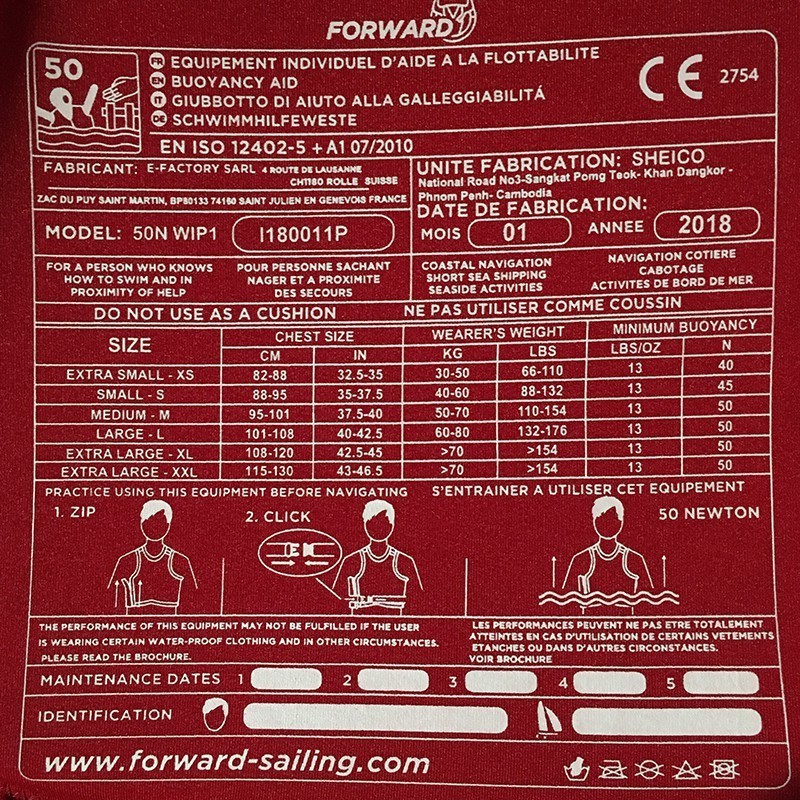 FORWARD
50
FR EQUIPEMENT INDIVIDUEL D'AIDE A LA FLOTTABILITE
EN BUOYANCY AID
IT GIUBBOTTO DI AIUTO ALLA GALLEGGIABILITÁ
DE SCHWIMMHILFEWESTE
CE 2754
EN ISO 12402-5 + A1 07/2010
FABRICANT: E-FACTORY SARL 4 ROUTE DE LAUSANNE
CH1180 ROLLE SUISSE
ZAC DU PUY SAINT MARTIN, BP80133 74160 SAINT JULIEN EN GENEVOIS FRANCE
UNITE FABRICATION: SHEICO
National Road No3-Sangkat Pomg Teok- Khan Dangkor -
Phnom Penh- Cambodia
DATE DE FABRICATION:
MODEL: 50N WIP1 I180011P
MOIS 01 ANNEE 2018
FOR A PERSON WHO KNOWS
HOW TO SWIM AND IN
PROXIMITY OF HELP
POUR PERSONNE SACHANT
NAGER ET A PROXIMITE
DES SECOURS
COASTAL NAVIGATION
SHORT SEA SHIPPING
SEASIDE ACTIVITIES
NAVIGATION COTIERE
CABOTAGE
ACTIVITES DE BORD DE MER
DO NOT USE AS A CUSHION NE PAS UTILISER COMME COUSSIN
SIZE CHEST SIZE WEARER'S WEIGHT MINIMUM BUOYANCY
CM IN KG LBS LBS/OZ N
EXTRA SMALL - XS 82-88 32.5-35 30-50 66-110 13 40
SMALL - S 88-95 35-37.5 40-60 88-132 13 45
MEDIUM - M 95-101 37.5-40 50-70 110-154 13 50
LARGE - L 101-108 40-42.5 60-80 132-176 13 50
EXTRA LARGE - XL 108-120 42.5-45 >70 >154 13 50
EXTRA LARGE - XXL 115-130 43-46.5 >70 >154 13 50
PRACTICE USING THIS EQUIPMENT BEFORE NAVIGATING S'ENTRAINER A UTILISER CET EQUIPEMENT
1. ZIP 2. CLICK 50 NEWTON
THE PERFORMANCE OF THIS EQUIPMENT MAY NOT BE FULFILLED IF THE USER
IS WEARING CERTAIN WATER-PROOF CLOTHING AND IN OTHER CIRCUMSTANCES.
PLEASE READ THE BROCHURE.
LES PERFORMANCES PEUVENT NE PAS ETRE TOTALEMENT
ATTEINTES EN CAS D'UTILISATION DE CERTAINS VETEMENTS
ETANCHES OU DANS D'AUTRES CIRCONSTANCES.
VOIR BROCHURE
MAINTENANCE DATES 1 2 3 4 5
IDENTIFICATION
www.forward-sailing.com